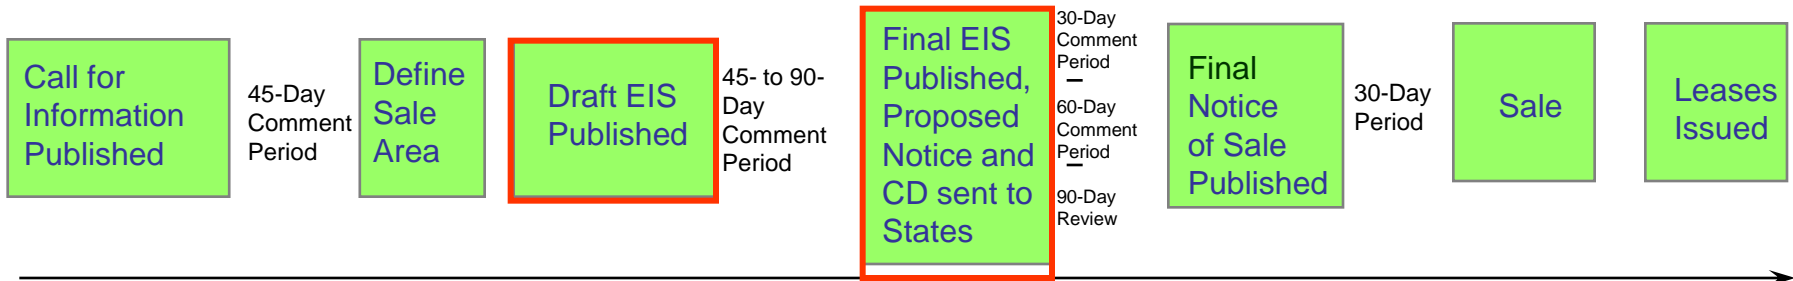 Call for
Information
Published
45-Day
Comment
Period
Define
Sale
Area
Draft EIS
Published
45- to 90-
Day
Comment
Period
Final EIS
Published,
Proposed
Notice and
CD sent to
States
30-Day
Comment
Period
–
60-Day
Comment
Period
–
90-Day
Review
Final
Notice
of Sale
Published
30-Day
Period
Sale
Leases
Issued